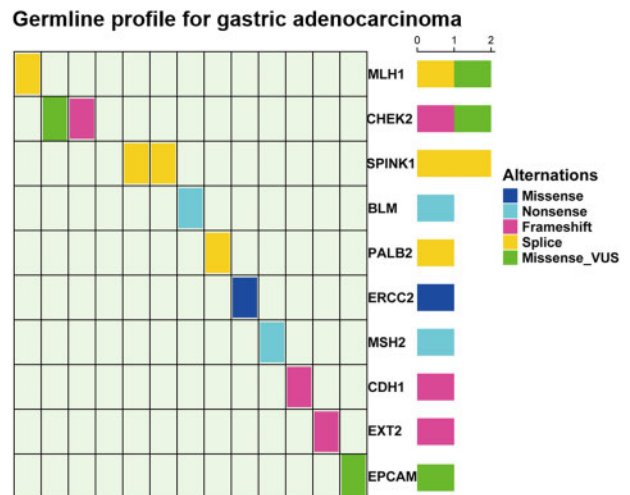 Germline profile for gastric adenocarcinoma
0 1 2
MLH1
CHEK2
SPINK1
BLM
PALB2
ERCC2
MSH2
CDH1
EXT2
EPCAM
Alternations
Missense
Nonsense
Frameshift
Splice
Missense_VUS